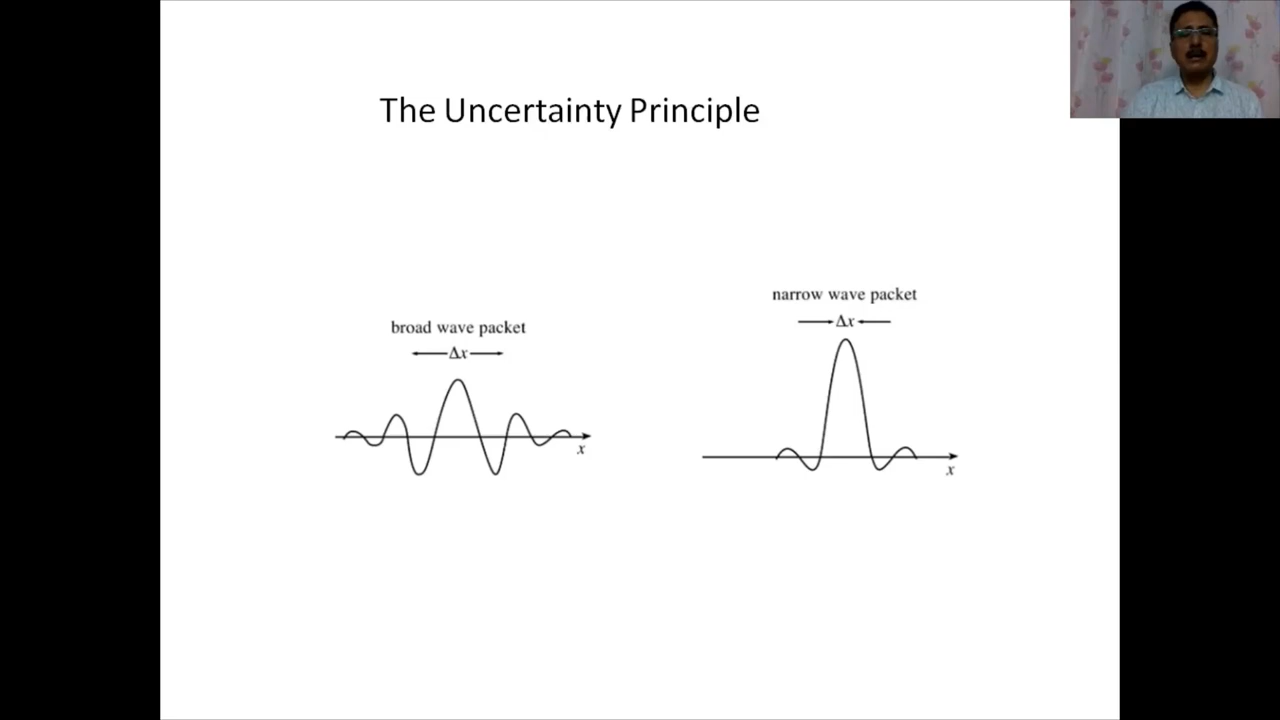 The Uncertainty Principle
broad wave packet
Δx
x
narrow wave packet
Δx
x